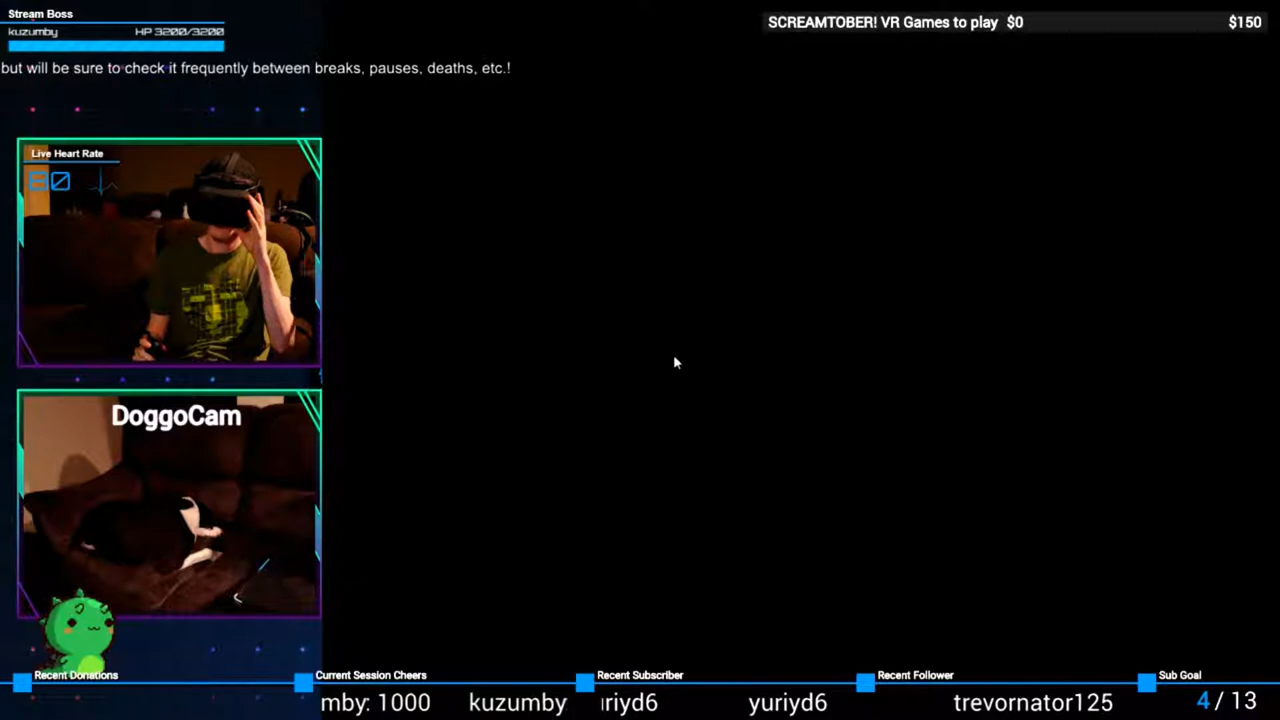 Stream Boss
kuzumby HP 3200/3200
SCREAMTOBER! VR Games to play $0 $150
but will be sure to check it frequently between breaks, pauses, deaths, etc.!
Live Heart Rate
80
DoggoCam
Recent Donations
Current Session Cheers
mby: 1000 kuzumby
Recent Subscriber
riyd6 yuriyd6
Recent Follower
trevornator125
Sub Goal
4 / 13